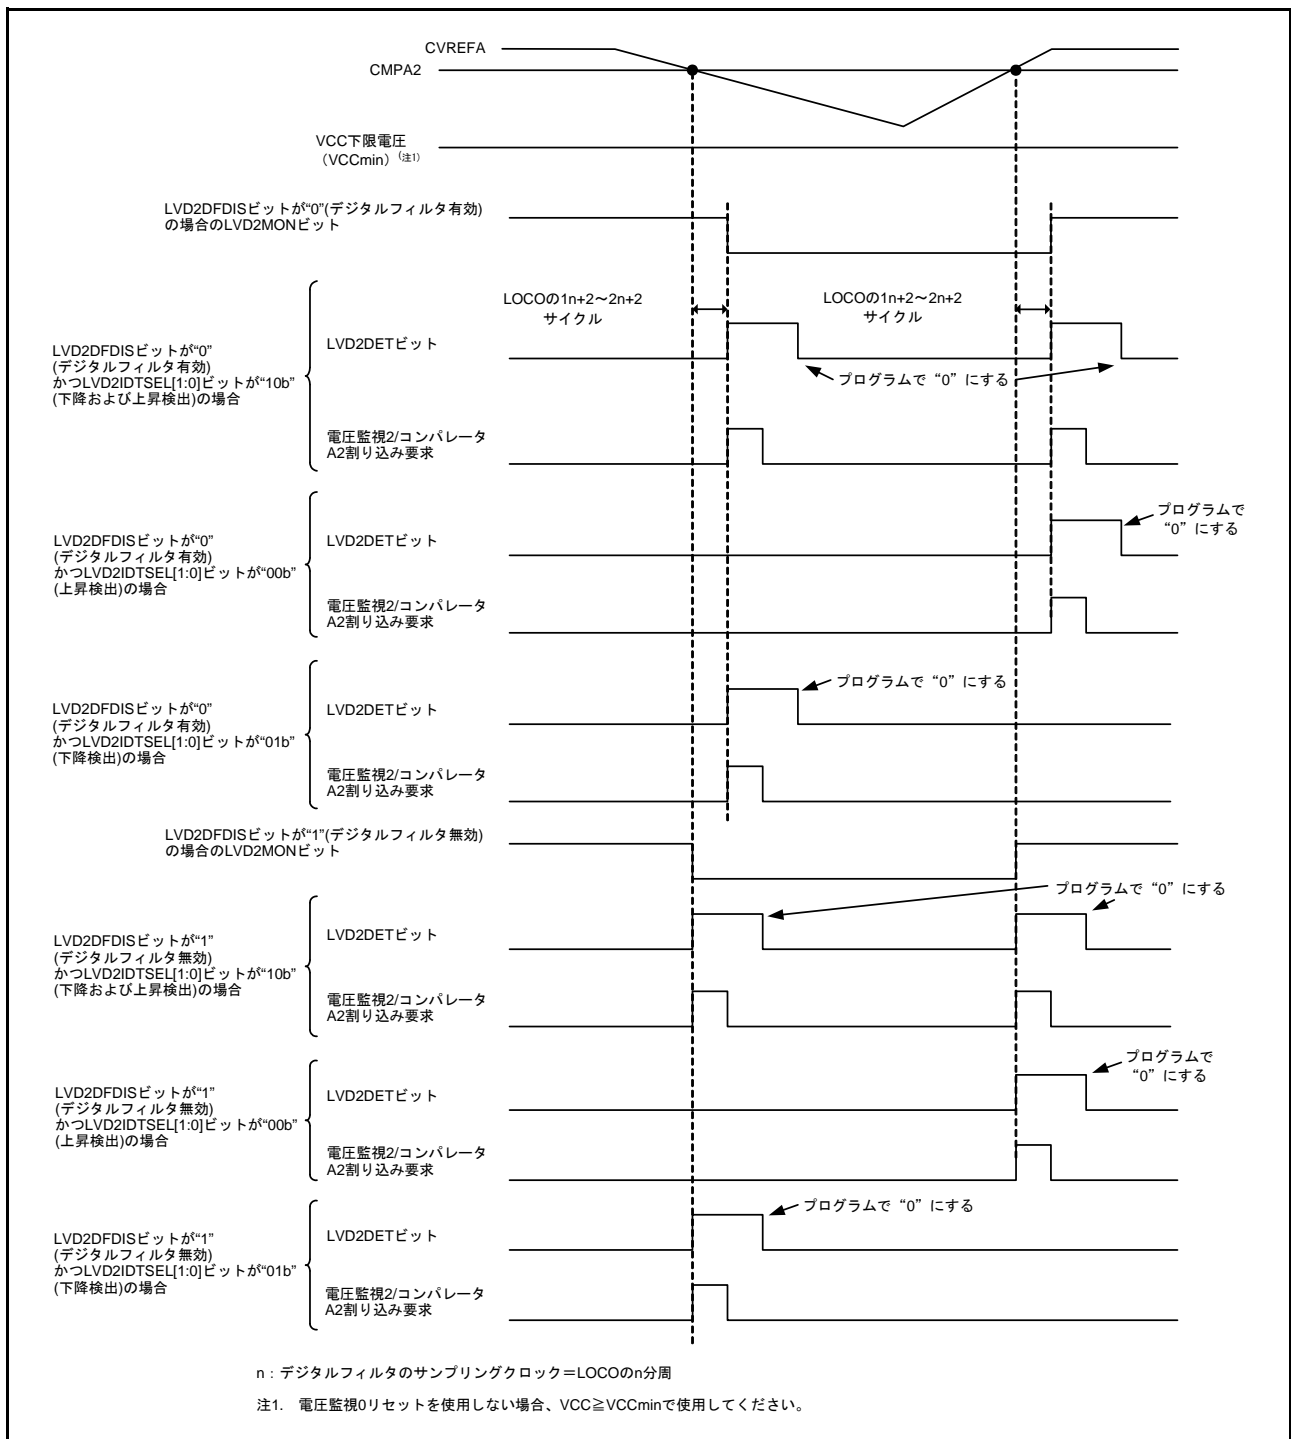 CVREFA
CMPA2
VCC下限電圧
（VCCmin）(注1)
LVD2DFDISビットが“0”(デジタルフィルタ有効)
の場合のLVD2MONビット
LOCOの1n+2～2n+2
サイクル
LOCOの1n+2～2n+2
サイクル
LVD2DFDISビットが“0”
(デジタルフィルタ有効)
かつLVD2IDTSEL[1:0]ビットが“10b”
(下降および上昇検出)の場合
LVD2DETビット
プログラムで“0”にする
電圧監視2/コンパレータ
A2割り込み要求
LVD2DFDISビットが“0”
(デジタルフィルタ有効)
かつLVD2IDTSEL[1:0]ビットが“00b”
(上昇検出)の場合
LVD2DETビット
プログラムで
“0”にする
電圧監視2/コンパレータ
A2割り込み要求
LVD2DFDISビットが“0”
(デジタルフィルタ有効)
かつLVD2IDTSEL[1:0]ビットが“01b”
(下降検出)の場合
LVD2DETビット
プログラムで“0”にする
電圧監視2/コンパレータ
A2割り込み要求
LVD2DFDISビットが“1”(デジタルフィルタ無効)
の場合のLVD2MONビット
プログラムで“0”にする
LVD2DFDISビットが“1”
(デジタルフィルタ無効)
かつLVD2IDTSEL[1:0]ビットが“10b”
(下降および上昇検出)の場合
LVD2DETビット
電圧監視2/コンパレータ
A2割り込み要求
LVD2DFDISビットが“1”
(デジタルフィルタ無効)
かつLVD2IDTSEL[1:0]ビットが“00b”
(上昇検出)の場合
LVD2DETビット
プログラムで
“0”にする
電圧監視2/コンパレータ
A2割り込み要求
LVD2DFDISビットが“1”
(デジタルフィルタ無効)
かつLVD2IDTSEL[1:0]ビットが“01b”
(下降検出)の場合
LVD2DETビット
プログラムで“0”にする
電圧監視2/コンパレータ
A2割り込み要求
n：デジタルフィルタのサンプリングクロック＝LOCOのn分周
注1. 電圧監視0リセットを使用しない場合、VCC≧VCCminで使用してください。